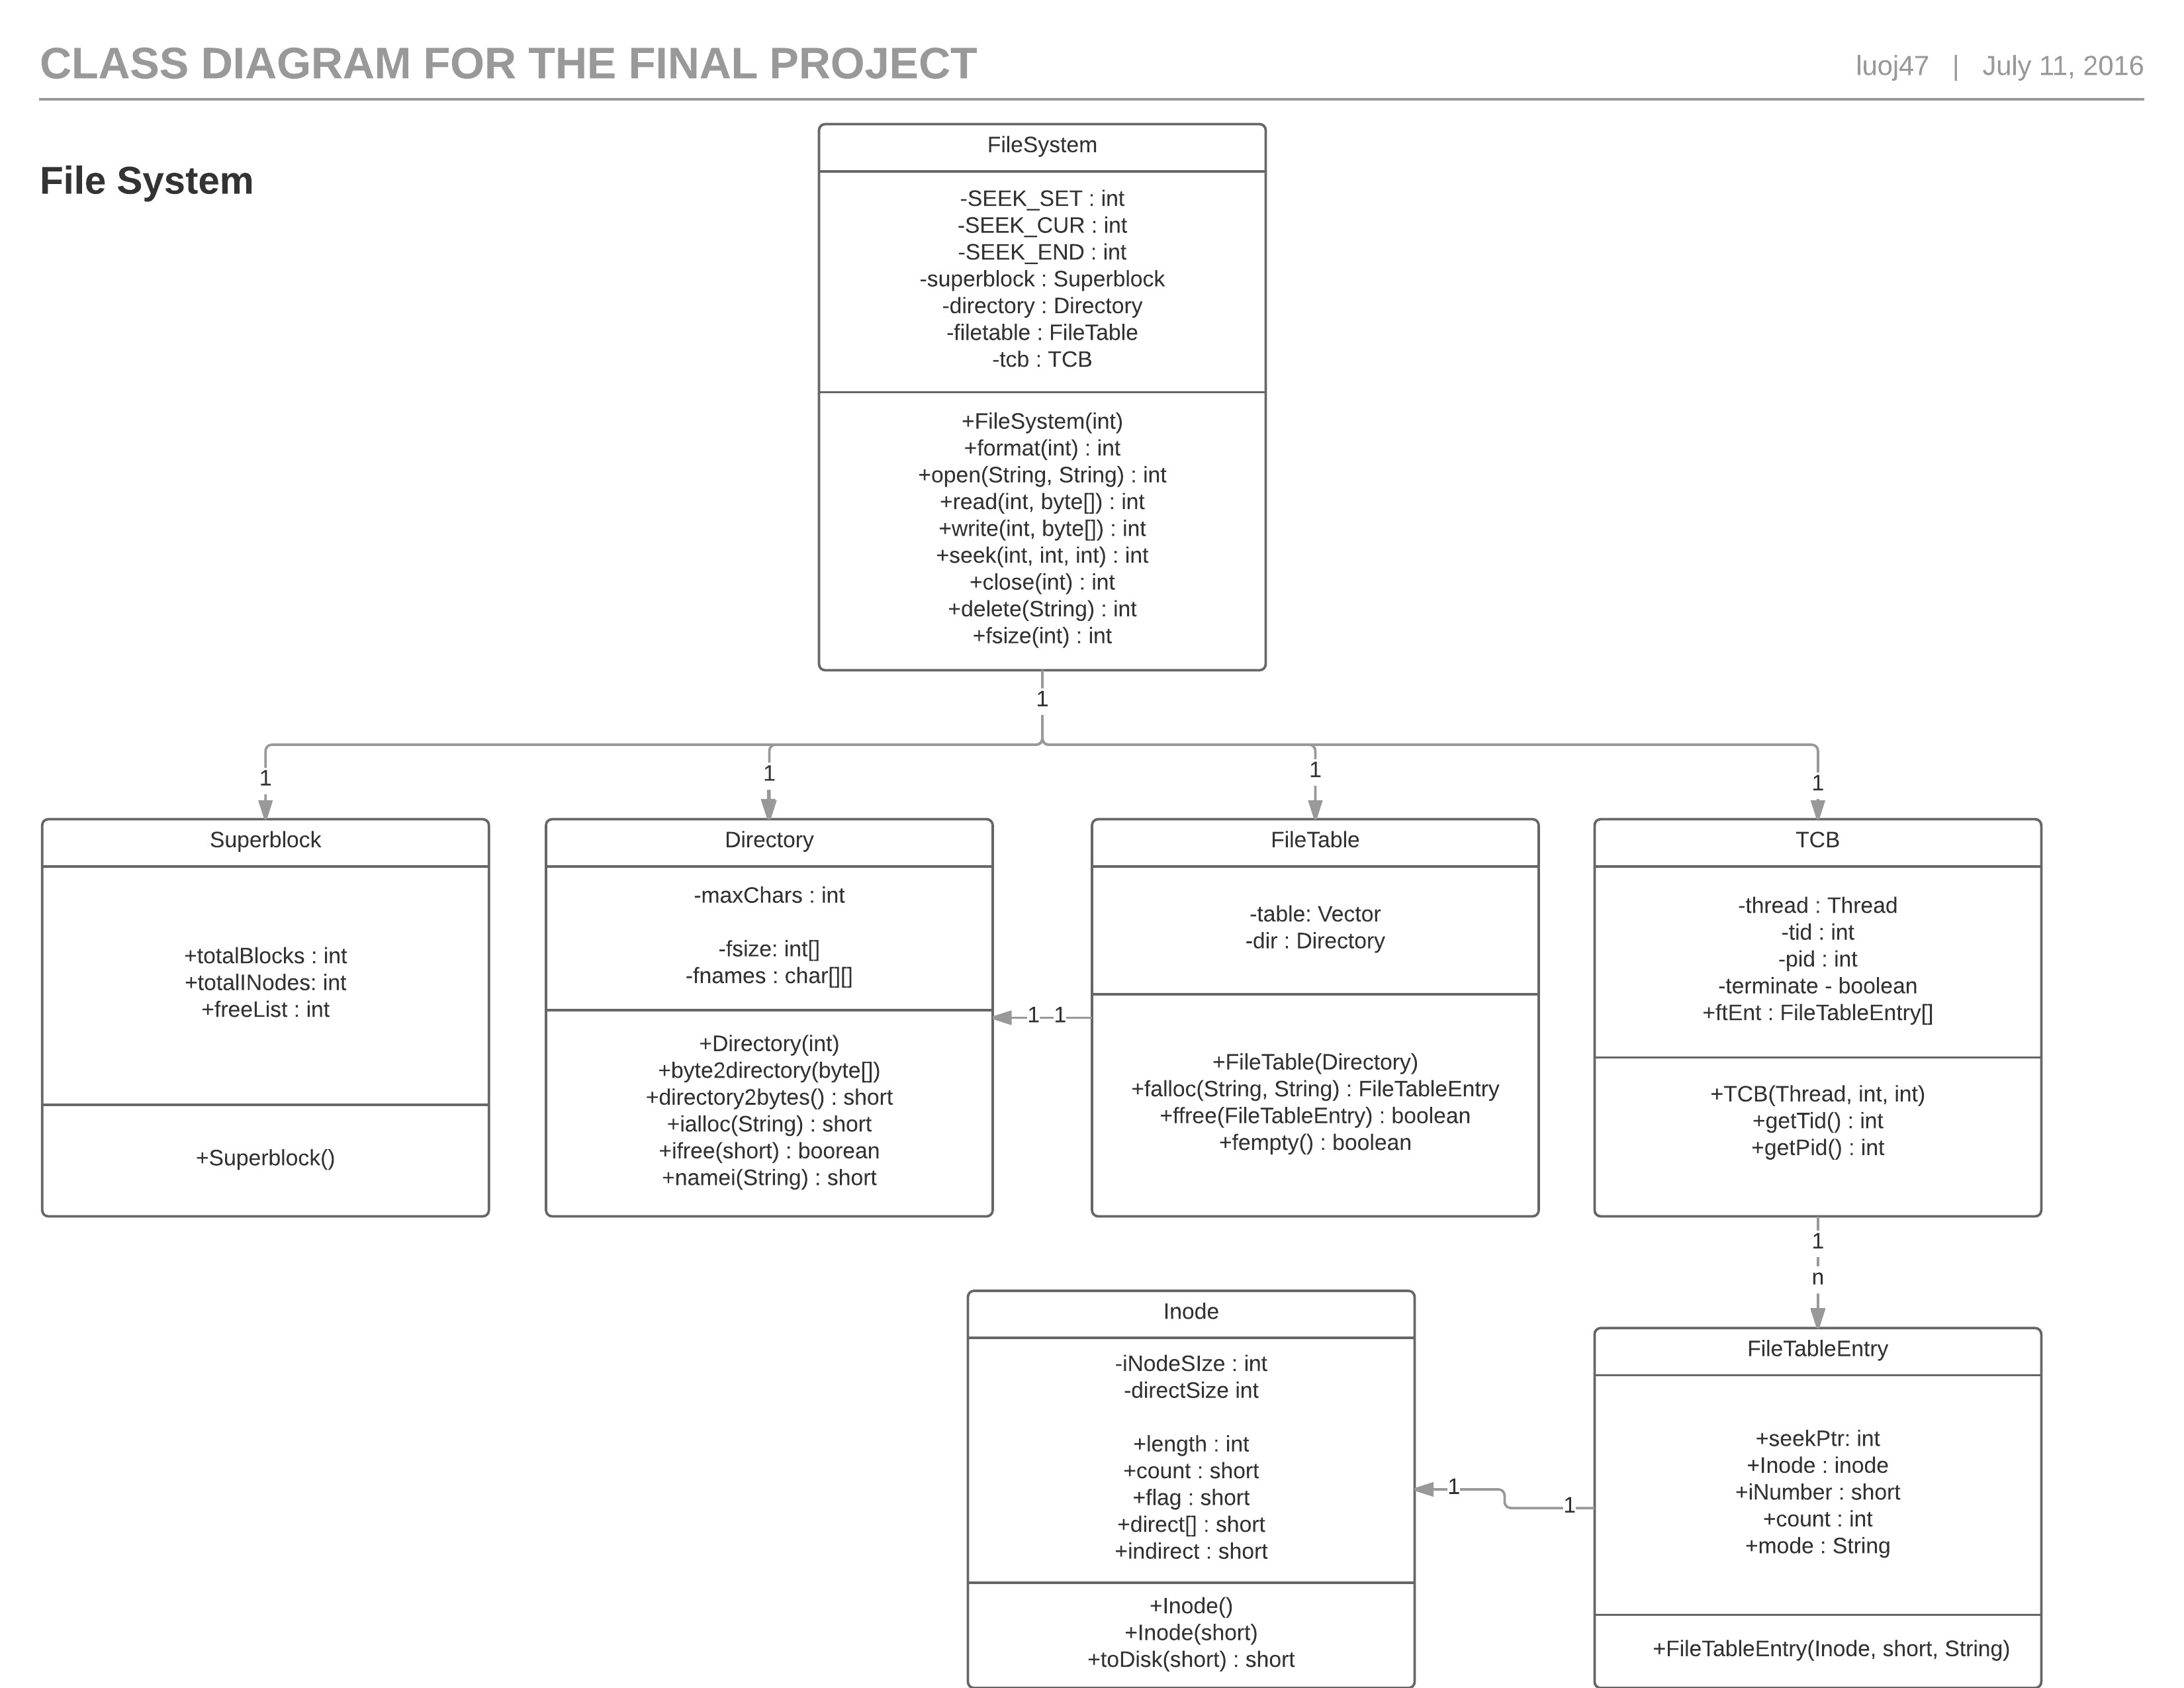 CLASS DIAGRAM FOR THE FINAL PROJECT
luoj47 | July 11, 2016
File System
FileSystem
-SEEK_SET : int
-SEEK_CUR : int
-SEEK_END : int
-superblock : Superblock
-directory : Directory
-filetable : FileTable
-tcb : TCB
+FileSystem(int)
+format(int) : int
+open(String, String) : int
+read(int, byte[]) : int
+write(int, byte[]) : int
+seek(int, int, int) : int
+close(int) : int
+delete(String) : int
+fsize(int) : int
1
1
1
1
1
Superblock
+totalBlocks : int
+totalINodes: int
+freeList : int
+Superblock()
Directory
-maxChars : int
-fsize: int[]
-fnames : char[][]
+Directory(int)
+byte2directory(byte[])
+directory2bytes() : short
+ialloc(String) : short
+ifree(short) : boorean
+namei(String) : short
1 1
FileTable
-table: Vector
-dir : Directory
+FileTable(Directory)
+falloc(String, String) : FileTableEntry
+ffree(FileTableEntry) : boolean
+fempty() : boolean
TCB
-thread : Thread
-tid : int
-pid : int
-terminate - boolean
+ftEnt : FileTableEntry[]
+TCB(Thread, int, int)
+getTid() : int
+getPid() : int
1
n
Inode
-iNodeSIze : int
-directSize int
+length : int
+count : short
+flag : short
+direct[] : short
+indirect : short
+Inode()
+Inode(short)
+toDisk(short) : short
1
1
FileTableEntry
+seekPtr: int
+Inode : inode
+iNumber : short
+count : int
+mode : String
+FileTableEntry(Inode, short, String)